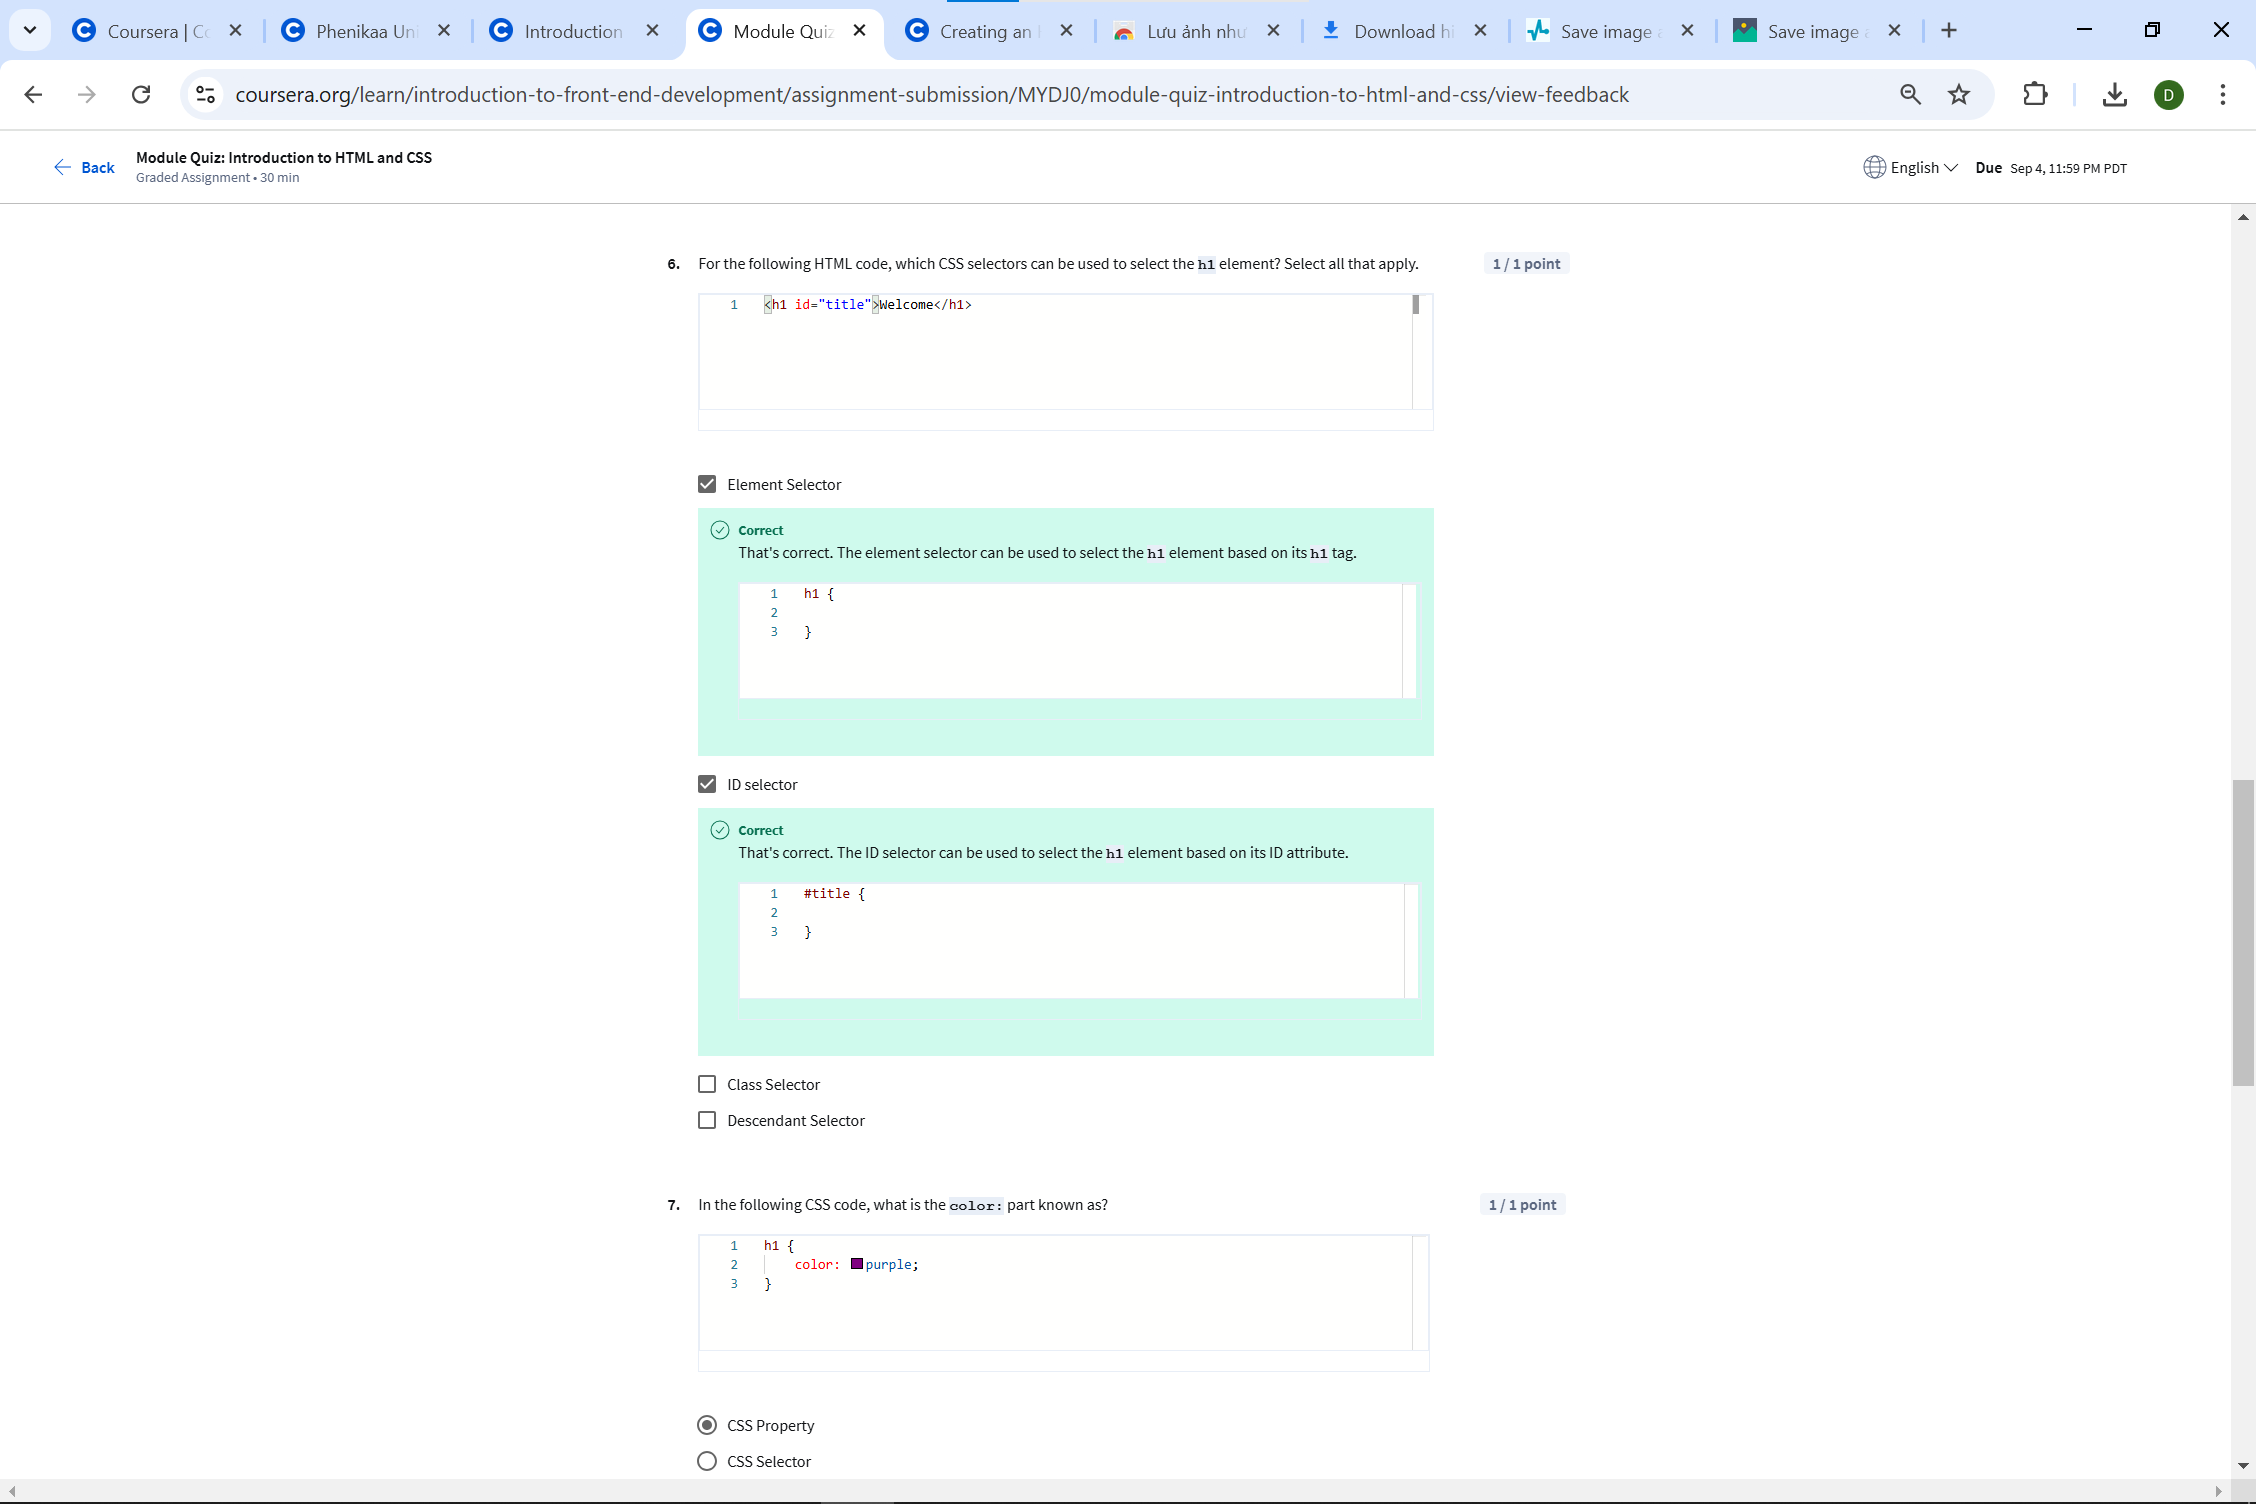 Coursera | Co
Phenikaa Uni
Introduction
Module Quiz
Creating an
Lưu ảnh như
Download hi
Save image a
Save image a
coursera.org/learn/introduction-to-front-end-development/assignment-submission/MYDJ0/module-quiz-introduction-to-html-and-css/view-feedback
D
Back
Module Quiz: Introduction to HTML and CSS
Graded Assignment • 30 min
English
Due Sep 4, 11:59 PM PDT
6. For the following HTML code, which CSS selectors can be used to select the h1 element? Select all that apply.
1 / 1 point
1 <h1 id="title">Welcome</h1>
Element Selector
Correct
That's correct. The element selector can be used to select the h1 element based on its h1 tag.
1 h1 {
2
3 }
ID selector
Correct
That's correct. The ID selector can be used to select the h1 element based on its ID attribute.
1 #title {
2
3 }
Class Selector
Descendant Selector
7. In the following CSS code, what is the color: part known as?
1 / 1 point
1 h1 {
2 color: purple;
3 }
CSS Property
CSS Selector